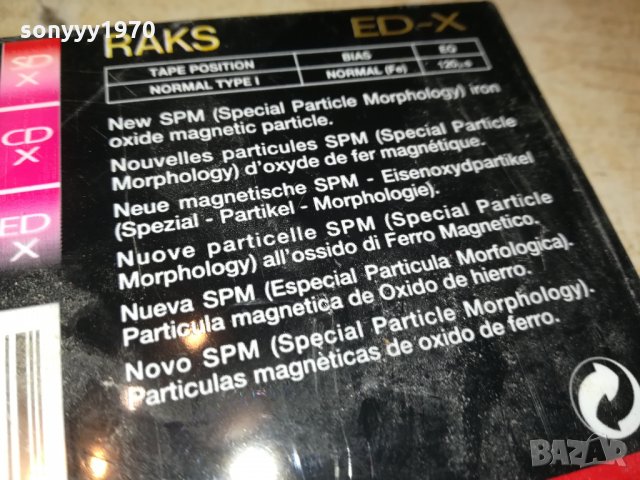 sonyyy1970
RAKS ED-X
TAPE POSITION BIAS EQ
NORMAL TYPE I NORMAL (Fe) 120µs
New SPM (Special Particle Morphology) iron
oxide magnetic particle.
Nouvelles particules SPM (Special Particle
Morphology) d'oxyde de fer magnétique.
Neue magnetische SPM - Eisenoxydpartikel
(Spezial - Partikel - Morphologie).
Nuove particelle SPM (Special Particle
Morphology) all'ossido di Ferro Magnetico.
Nueva SPM (Especial Particula Morfologica).
Particula magnetica de Oxido de hierro.
Novo SPM (Special Particle Morphology).
Particulas magnèticas de oxido de ferro.
SD
X
CD
X
ED
X
BAZAR